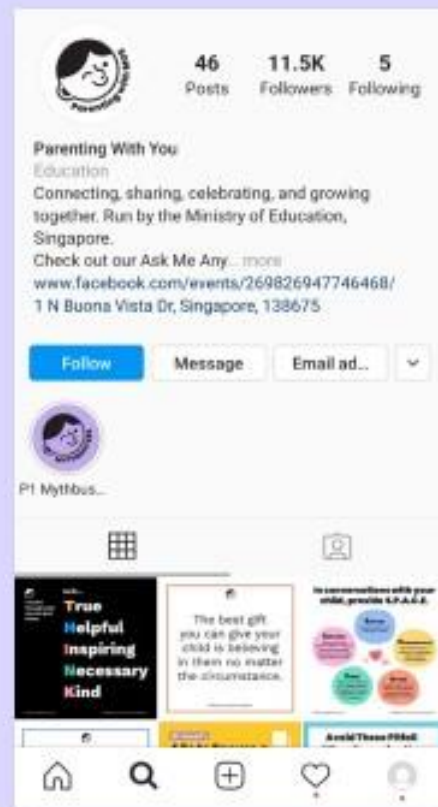 Parenting with You
46
Posts
11.5K
Followers
5
Following
Parenting With You
Education
Connecting, sharing, celebrating, and growing
together. Run by the Ministry of Education,
Singapore.
Check out our Ask Me Any... more
www.facebook.com/events/269826947746468/
1 N Buona Vista Dr, Singapore, 138675
Follow
Message
Email ad...
P1 Mythbus...
True
Helpful
Inspiring
Necessary
Kind
The best gift
you can give your
child is believing
in them no matter
the circumstance.
In conversations with your
child, provide S.P.A.C.E.
Avoid These Pitfall